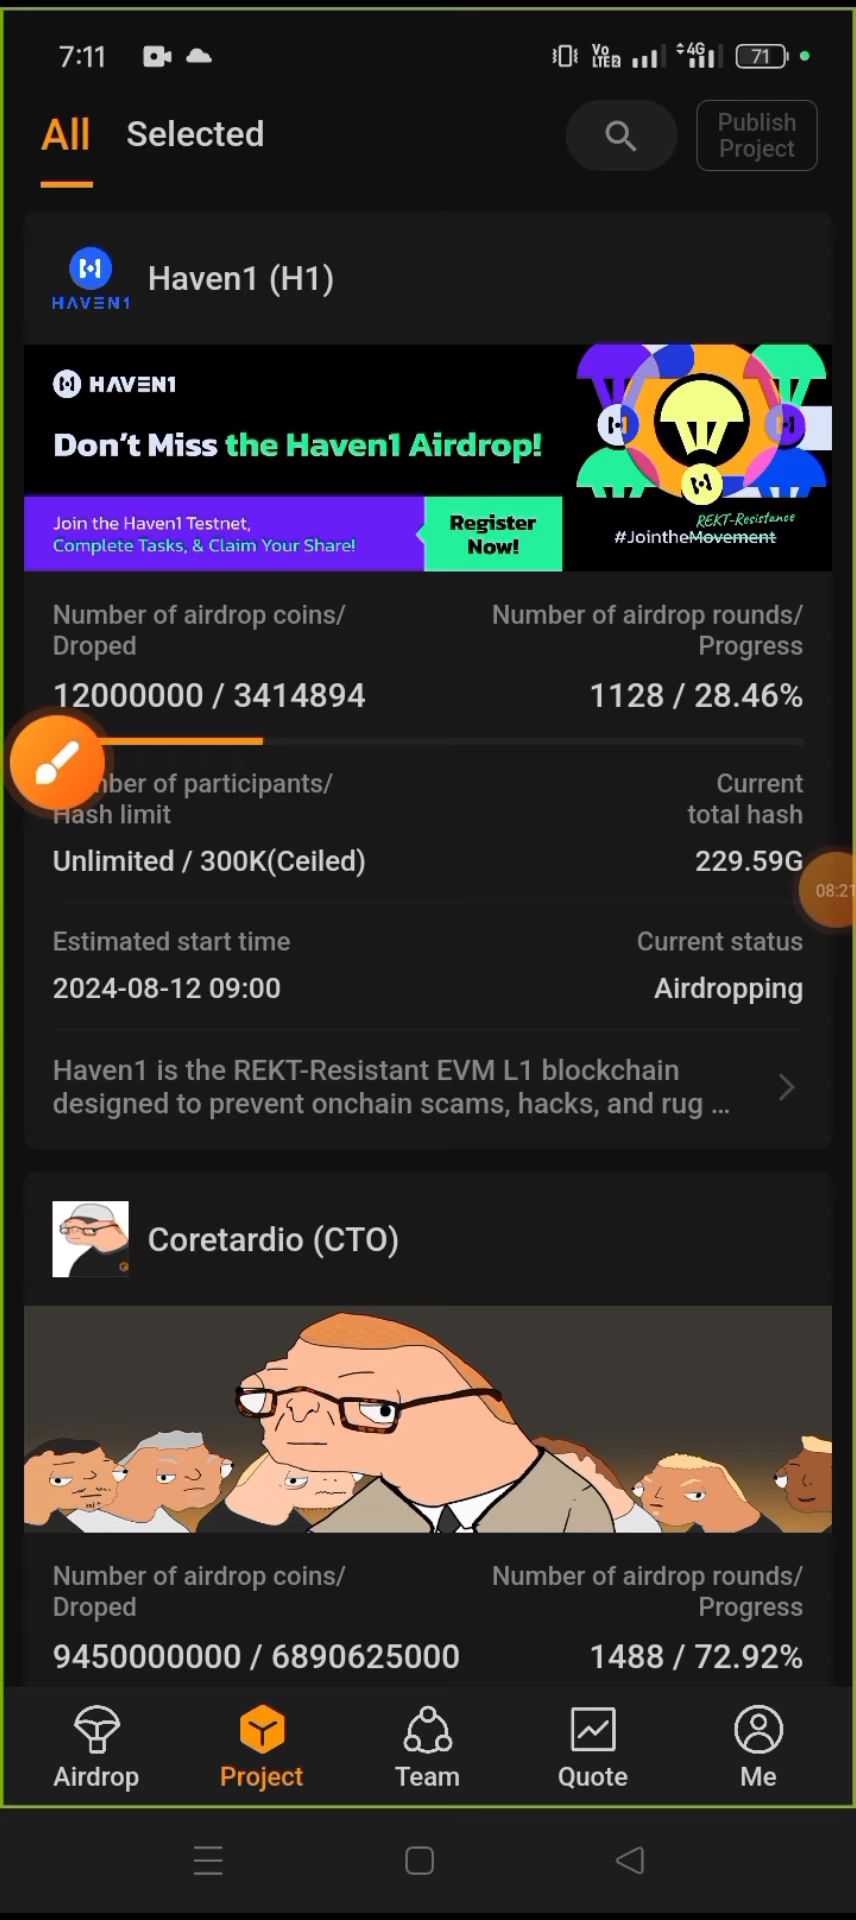 7:11
Vo
LTE2
4G
71
All
Selected
Publish
Project
HAVEN1
Haven1 (H1)
HAVEN1
Don't Miss the Haven1 Airdrop!
Join the Haven1 Testnet,
Complete Tasks, & Claim Your Share!
Register
Now!
REKT-Resistance
#JointheMovement
Number of airdrop coins/
Droped
Number of airdrop rounds/
Progress
12000000 / 3414894
1128 / 28.46%
mber of participants/
Hash limit
Current
total hash
Unlimited / 300K(Ceiled)
229.59G
08:21
Estimated start time
Current status
2024-08-12 09:00
Airdropping
Haven1 is the REKT-Resistant EVM L1 blockchain
designed to prevent onchain scams, hacks, and rug ...
Coretardio (CTO)
Number of airdrop coins/
Droped
Number of airdrop rounds/
Progress
9450000000 / 6890625000
1488 / 72.92%
Airdrop
Project
Team
Quote
Me